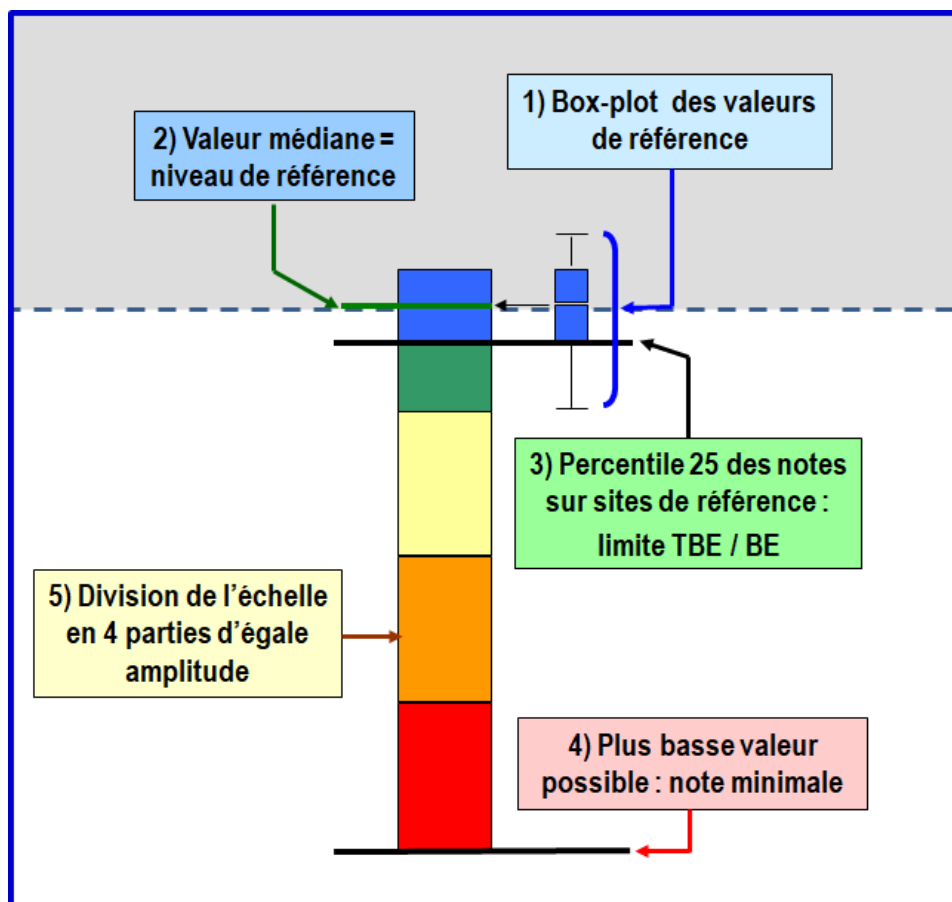 1) Box-plot des valeurs
de référence
2) Valeur médiane =
niveau de référence
3) Percentile 25 des notes
sur sites de référence :
limite TBE / BE
4) Plus basse valeur
possible : note minimale
5) Division de l'échelle
en 4 parties d'égale
amplitude